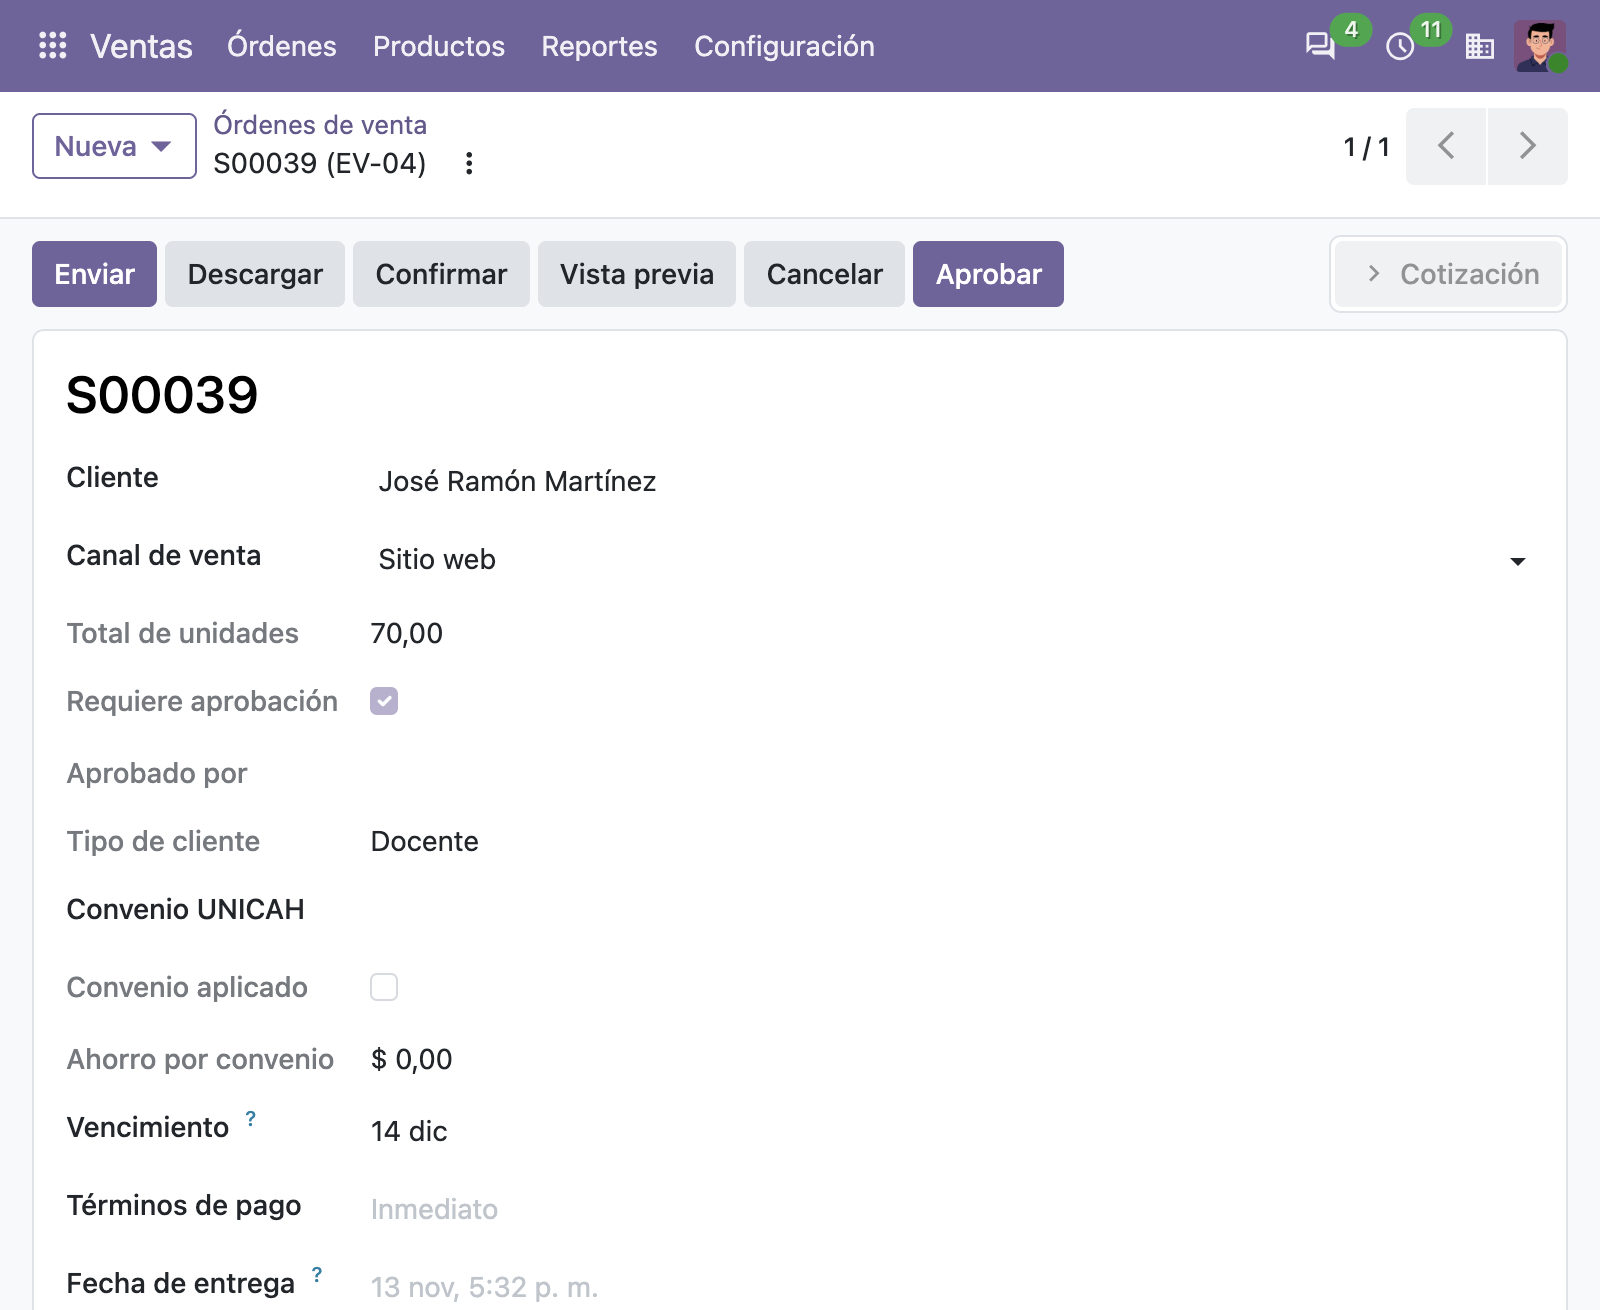 Ventas Órdenes Productos Reportes Configuración 4 11
Nueva
Órdenes de venta
S00039 (EV-04)
1 / 1
Enviar Descargar Confirmar Vista previa Cancelar Aprobar Cotización
S00039
Cliente José Ramón Martínez
Canal de venta Sitio web
Total de unidades 70,00
Requiere aprobación
Aprobado por
Tipo de cliente Docente
Convenio UNICAH
Convenio aplicado
Ahorro por convenio $ 0,00
Vencimiento ? 14 dic
Términos de pago Inmediato
Fecha de entrega ? 13 nov, 5:32 p. m.